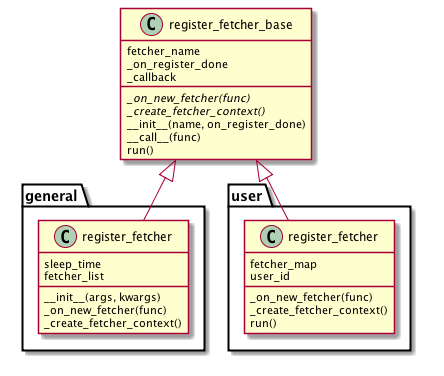 C register_fetcher_base
fetcher_name
_on_register_done
_callback
_on_new_fetcher(func)
_create_fetcher_context()
__init__(name, on_register_done)
__call__(func)
run()
general
C register_fetcher
sleep_time
fetcher_list
__init__(args, kwargs)
_on_new_fetcher(func)
_create_fetcher_context()
user
C register_fetcher
fetcher_map
user_id
_on_new_fetcher(func)
_create_fetcher_context()
run()